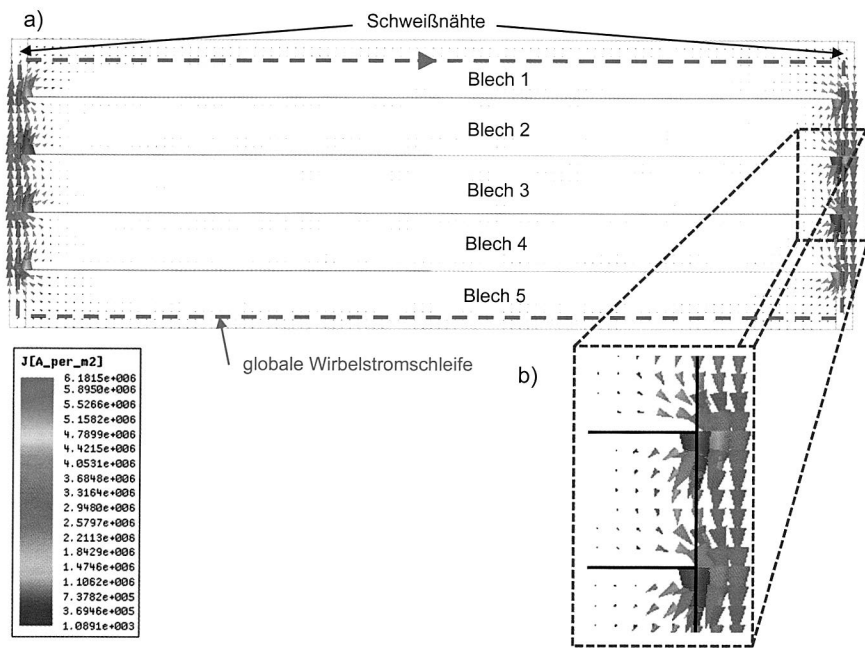 a)
Schweißnähte
Blech 1
Blech 2
Blech 3
Blech 4
Blech 5
globale Wirbelstromschleife
b)
J[A_per_m2]
6.1815e+006
5.8950e+006
5.5266e+006
5.1582e+006
4.7899e+006
4.4215e+006
4.0531e+006
3.6848e+006
3.3164e+006
2.9480e+006
2.5797e+006
2.2113e+006
1.8429e+006
1.4746e+006
1.1062e+006
7.3782e+005
3.6946e+005
1.0891e+003